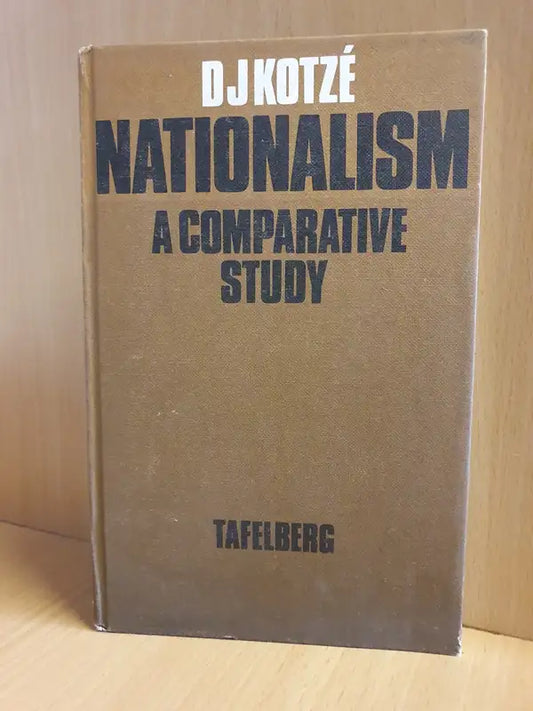 D J KOTZÉ
NATIONALISM
A COMPARATIVE
STUDY
TAFELBERG